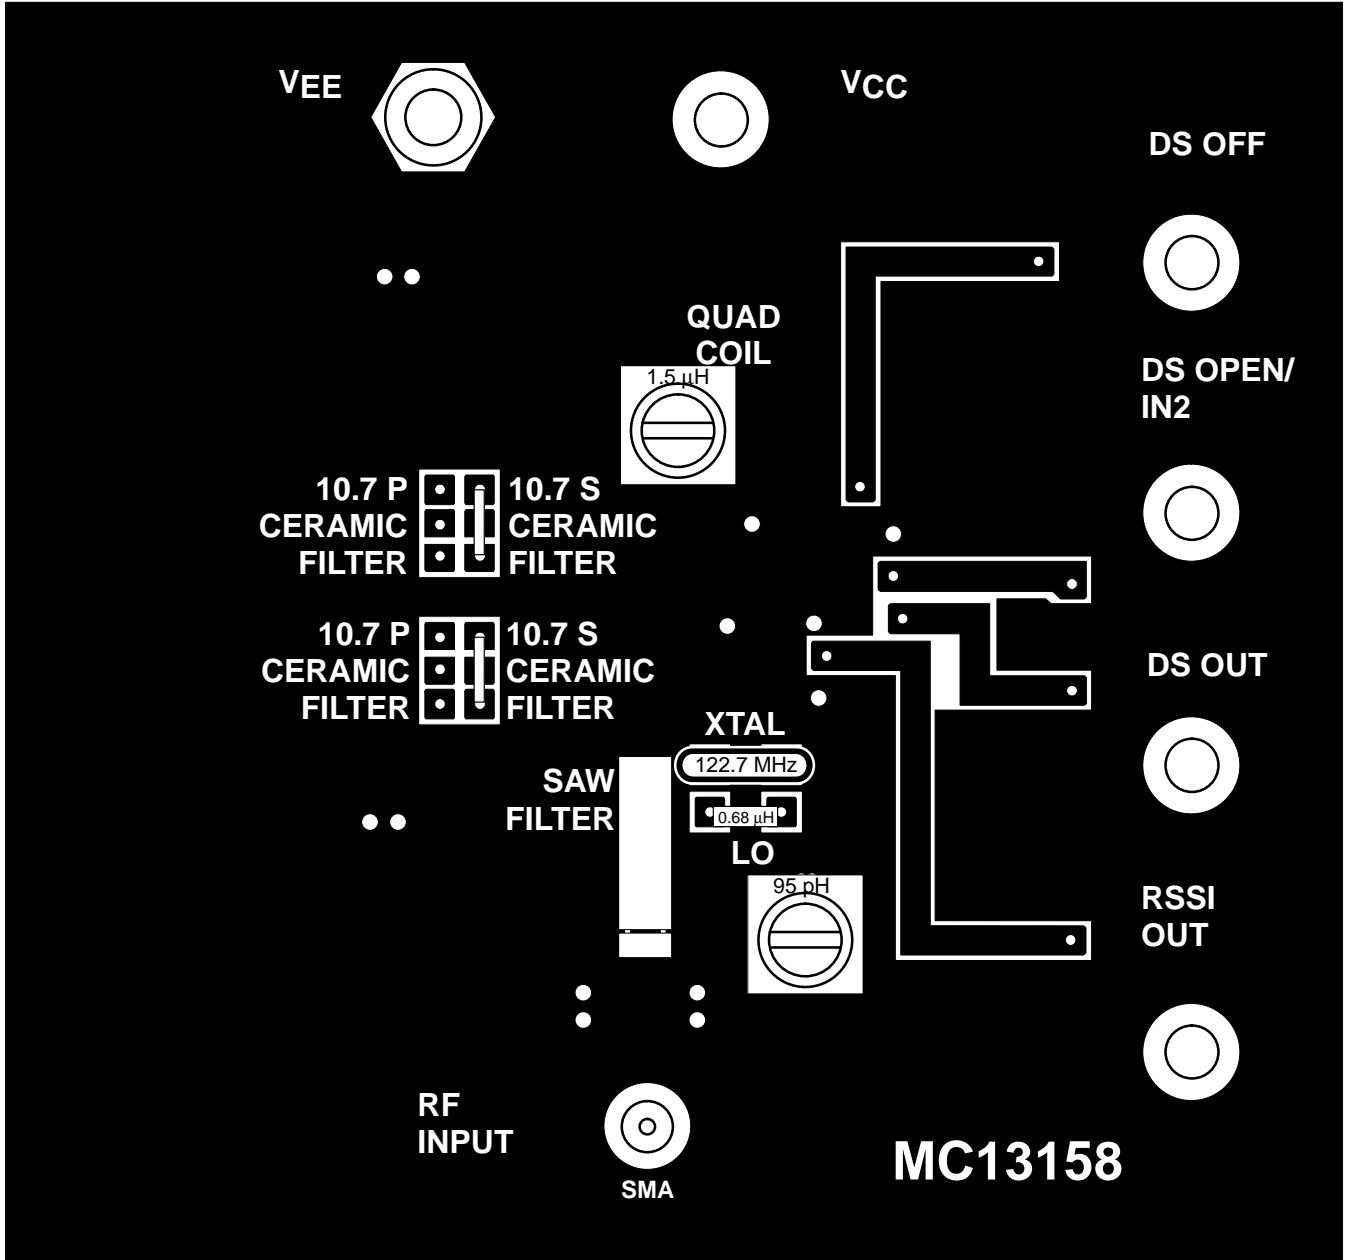 VEE
VCC
DS OFF
QUAD
COIL
1.5 µH
DS OPEN/
IN2
10.7 P
CERAMIC
FILTER
10.7 S
CERAMIC
FILTER
10.7 P
CERAMIC
FILTER
10.7 S
CERAMIC
FILTER
DS OUT
XTAL
122.7 MHz
SAW
FILTER
0.68 µH
LO
95 pH
RSSI
OUT
RF
INPUT
SMA
MC13158